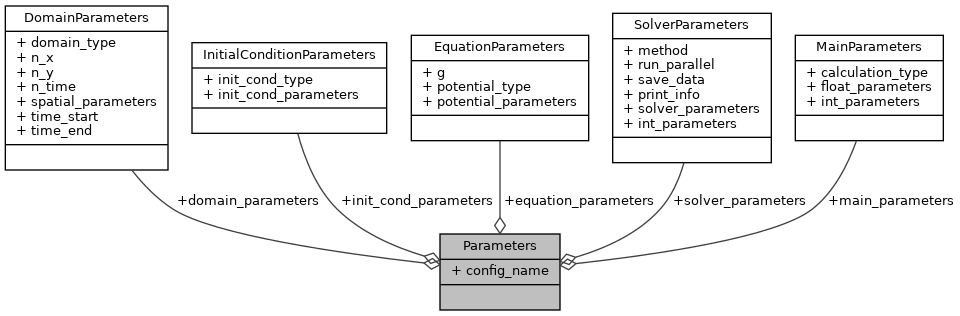 DomainParameters
+ domain_type
+ n_x
+ n_y
+ n_time
+ spatial_parameters
+ time_start
+ time_end
InitialConditionParameters
+ init_cond_type
+ init_cond_parameters
EquationParameters
+ g
+ potential_type
+ potential_parameters
SolverParameters
+ method
+ run_parallel
+ save_data
+ print_info
+ solver_parameters
+ int_parameters
MainParameters
+ calculation_type
+ float_parameters
+ int_parameters
+domain_parameters
+init_cond_parameters
+equation_parameters
+solver_parameters
+main_parameters
Parameters
+ config_name